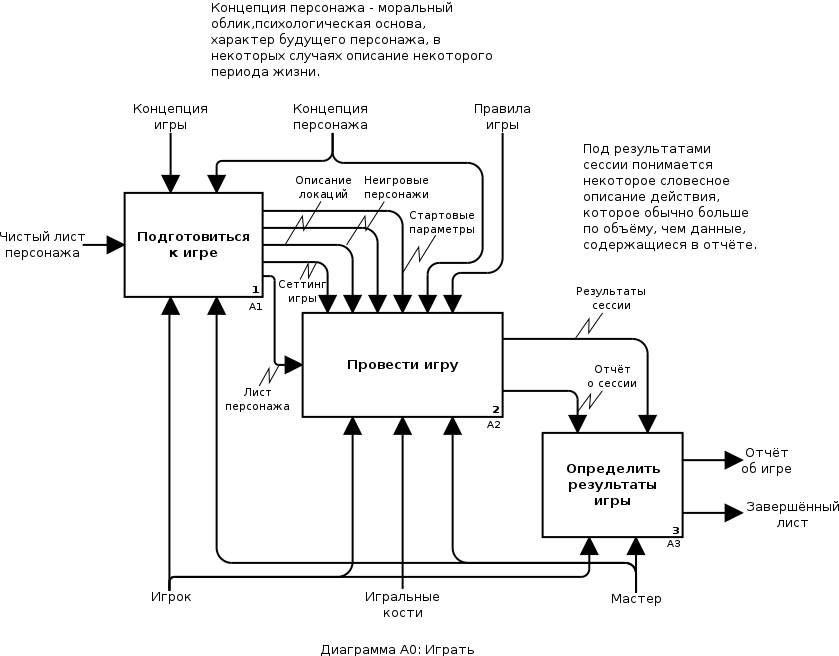 Концепция персонажа - моральный
облик,психологическая основа,
характер будущего персонажа, в
некоторых случаях описание некоторого
периода жизни.
Концепция
игры
Концепция
персонажа
Правила
игры
Под результатами
сессии понимается
некоторое словесное
описание действия,
которое обычно больше
по объёму, чем данные,
содержащиеся в отчёте.
Описание
локаций
Неигровые
персонажи
Стартовые
параметры
Чистый лист
персонажа
Подготовиться
к игре
1
А1
Сеттинг
игры
Результаты
сессии
Провести игру
2
А2
Отчёт
о сессии
Лист
персонажа
Определить
результаты
игры
3
А3
Отчёт
об игре
Завершённый
лист
Игрок
Игральные
кости
Мастер
Диаграмма А0: Играть